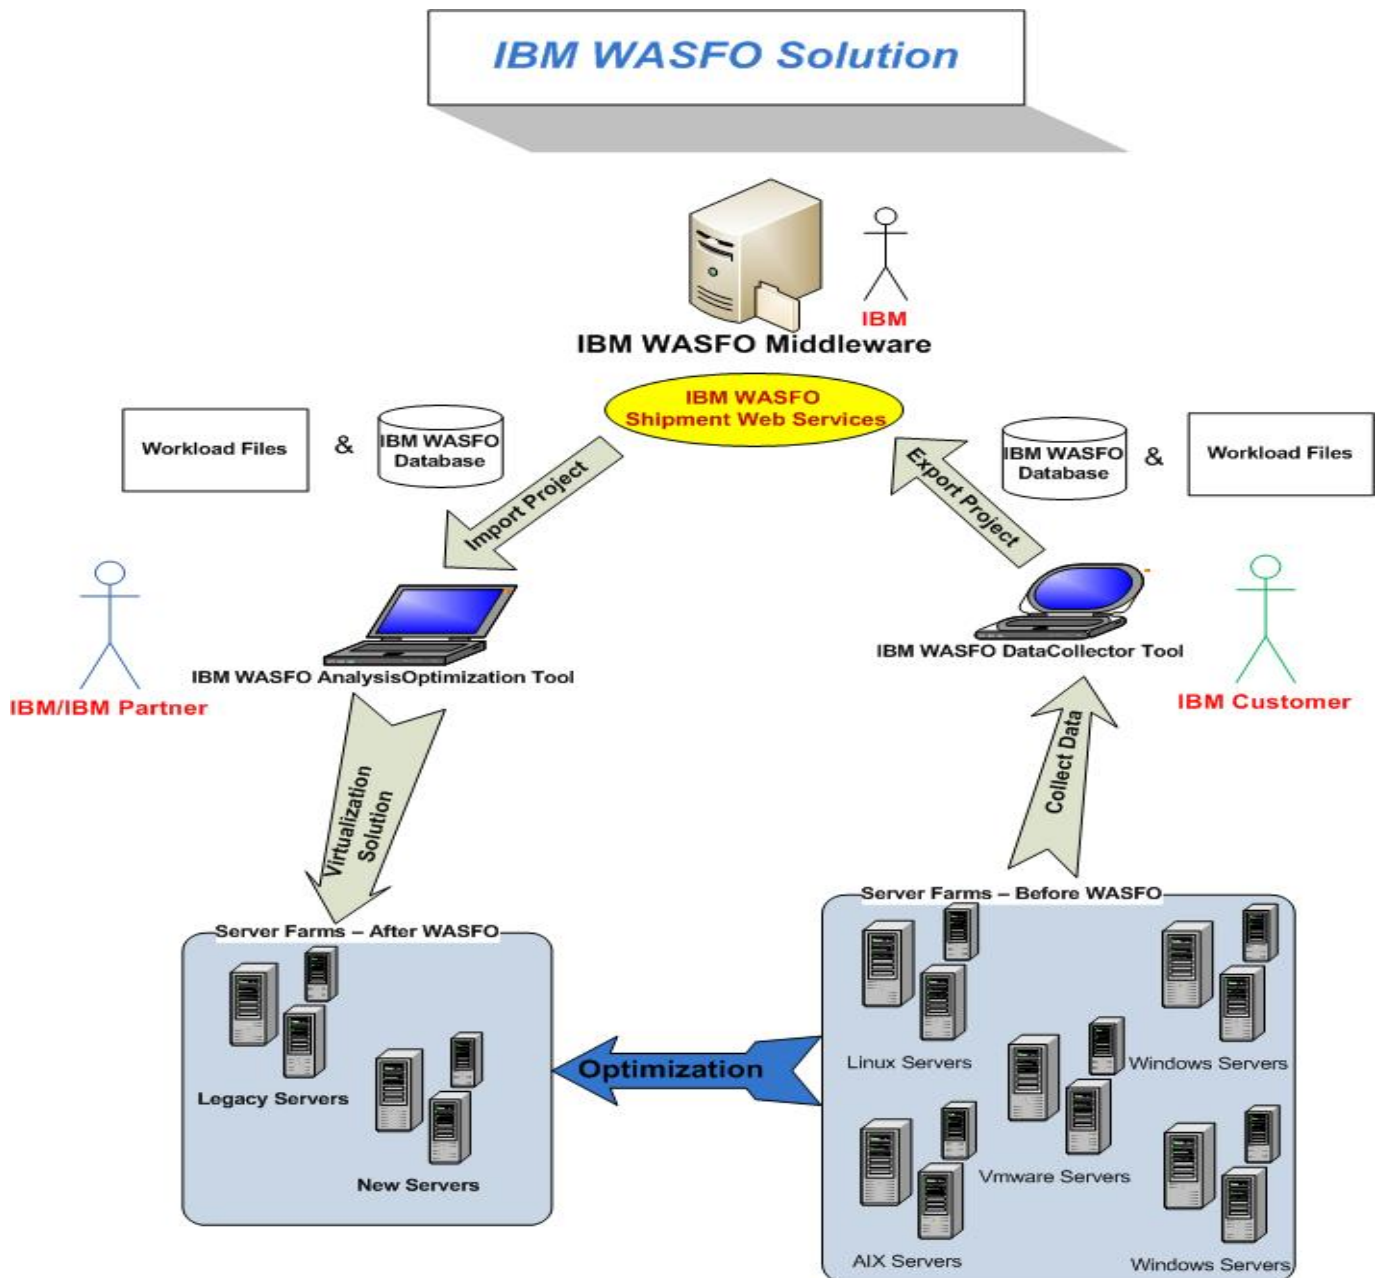 IBM WASFO Solution
IBM
IBM WASFO Middleware
IBM WASFO
Shipment Web Services
Workload Files
&
IBM WASFO
Database
Import Project
Export Project
IBM WASFO
Database
&
Workload Files
IBM/IBM Partner
IBM WASFO AnalysisOptimization Tool
IBM WASFO DataCollector Tool
IBM Customer
Virtualization
Solution
Collect Data
Server Farms – After WASFO
Legacy Servers
New Servers
Optimization
Server Farms – Before WASFO
Linux Servers
Windows Servers
Vmware Servers
AIX Servers
Windows Servers